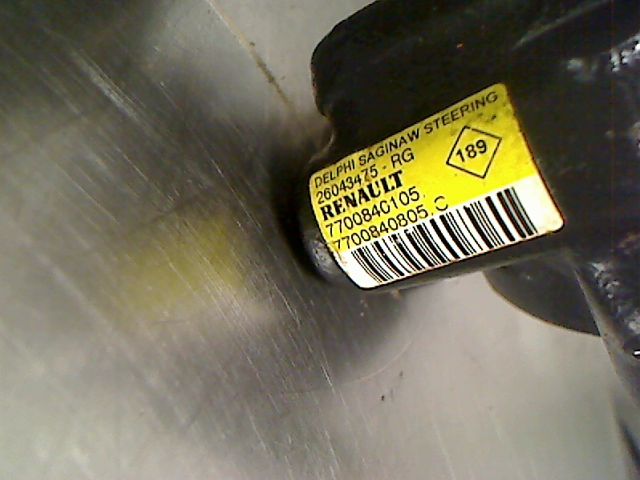 DELPHI SAGINAW STEERING
26043475 - RG
189
RENAULT
7700840105
7700840805 C